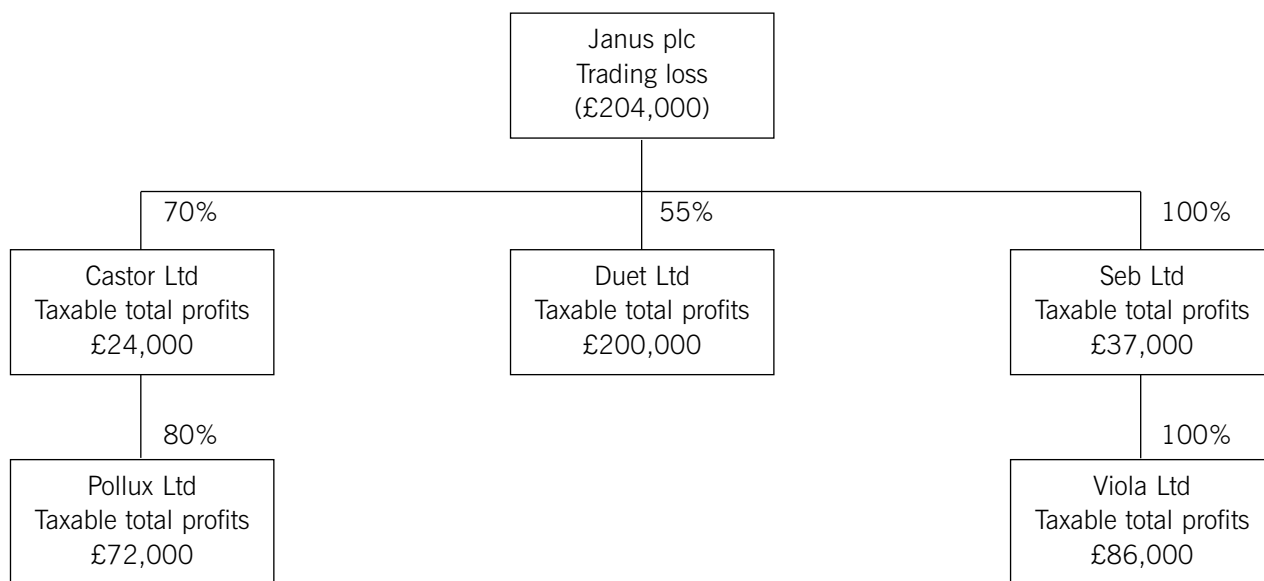 Janus plc
Trading loss
(£204,000)
70%
55%
100%
Castor Ltd
Taxable total profits
£24,000
Duet Ltd
Taxable total profits
£200,000
Seb Ltd
Taxable total profits
£37,000
80%
100%
Pollux Ltd
Taxable total profits
£72,000
Viola Ltd
Taxable total profits
£86,000